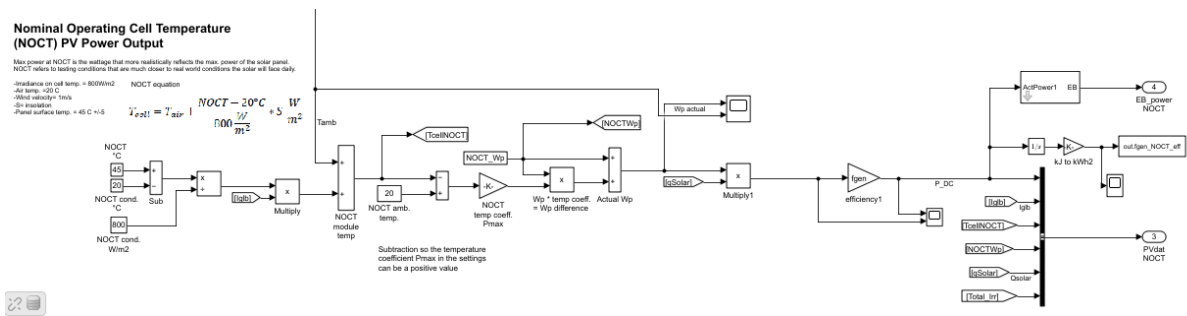 Nominal Operating Cell Temperature
(NOCT) PV Power Output
Max power at NOCT is the wattage that more realistically reflects the max. power of the solar panel.
NOCT refers to testing conditions that are much closer to real world conditions the solar will face daily.
-Irradiance on cell temp. = 800W/m2
-Air temp. =20 C
-Wind velocity= 1m/s
-S= insolation
-Panel surface temp. = 45 C +/-5
NOCT equation
NOCT – 20°C
800 W/m²
* S W/m²
Tamb
NOCT
°C
45
20
NOCT cond.
°C
800
NOCT cond.
W/m2
+
−
Sub
x
÷
[Iglb]
x
Multiply
+
+
NOCT
module
temp
[TcellNOCT]
20
NOCT amb.
temp.
−
+
-K-
NOCT
temp coeff.
Pmax
Subtraction so the temperature
coefficient Pmax in the settings
can be a positive value
NOCT_Wp
x
Wp * temp coeff.
= Wp difference
[NOCTWp]
+
+
Actual Wp
Wp actual
[qSolar]
x
Multiply1
fgen
efficiency1
P_DC
ActPower1 EB
4
EB_power
NOCT
1/s
-K-
kJ to kWh2
out.fgen_NOCT_eff
[Iglb]
Iglb
[TcellNOCT]
[NOCTWp]
[qSolar]
Qsolar
[Total_Irr]
3
PVdat
NOCT